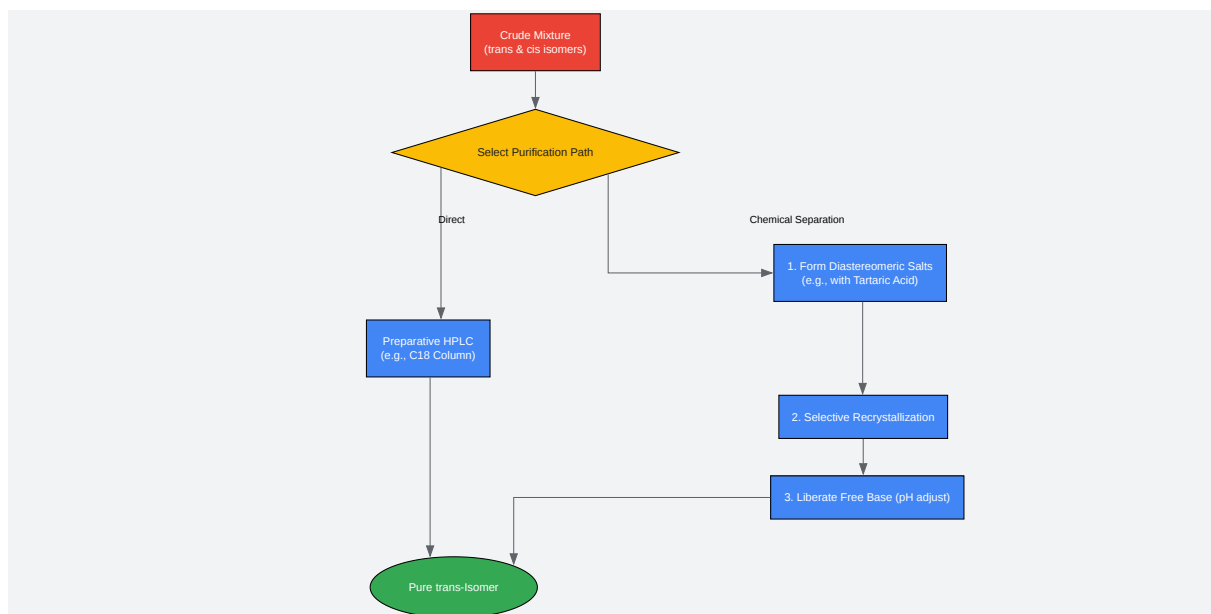 Crude Mixture
(trans & cis isomers)
Select Purification Path
Direct
Chemical Separation
1. Form Diastereomeric Salts
(e.g., with Tartaric Acid)
Preparative HPLC
(e.g., C18 Column)
2. Selective Recrystallization
3. Liberate Free Base (pH adjust)
Pure trans-Isomer